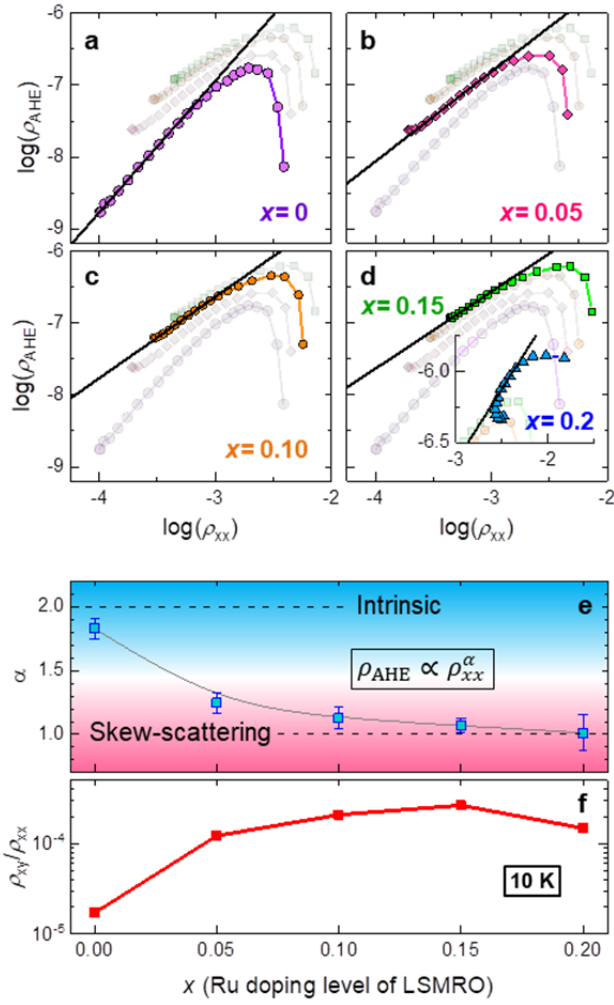 a
b
-6
-7
-8
-9
log(ρAHE)
x= 0
x= 0.05
c
d
-6
-7
-8
-9
log(ρAHE)
x= 0.10
x= 0.15
-6.0
-6.5
x= 0.2
-3
-2
-1
-4
-3
-2
-4
-3
-2
log(ρxx)
log(ρxx)
2.0
1.5
1.0
α
Intrinsic
e
ρAHE ∝ ρxx^α
Skew-scattering
f
10⁻⁴
10⁻⁵
ρxy/ρxx
10 K
0.00
0.05
0.10
0.15
0.20
x (Ru doping level of LSMRO)